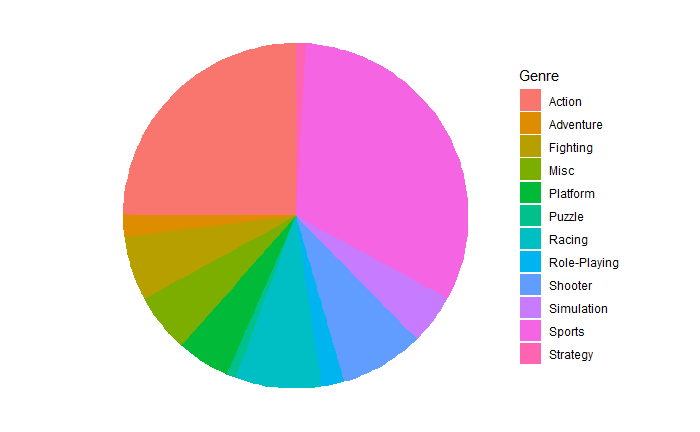 Genre
Action
Adventure
Fighting
Misc
Platform
Puzzle
Racing
Role-Playing
Shooter
Simulation
Sports
Strategy